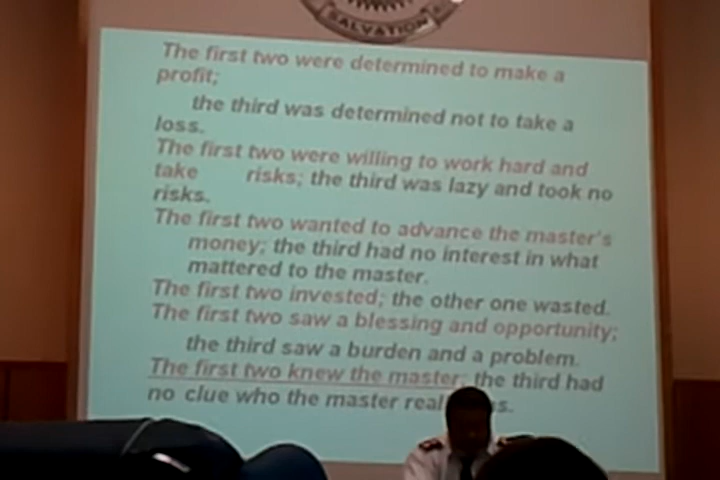 SALVATION
The first two were determined to make a
profit;
the third was determined not to take a
loss.
The first two were willing to work hard and
take risks; the third was lazy and took no
risks.
The first two wanted to advance the master's
money; the third had no interest in what
mattered to the master.
The first two invested; the other one wasted.
The first two saw a blessing and opportunity;
the third saw a burden and a problem.
The first two knew the master; the third had
no clue who the master